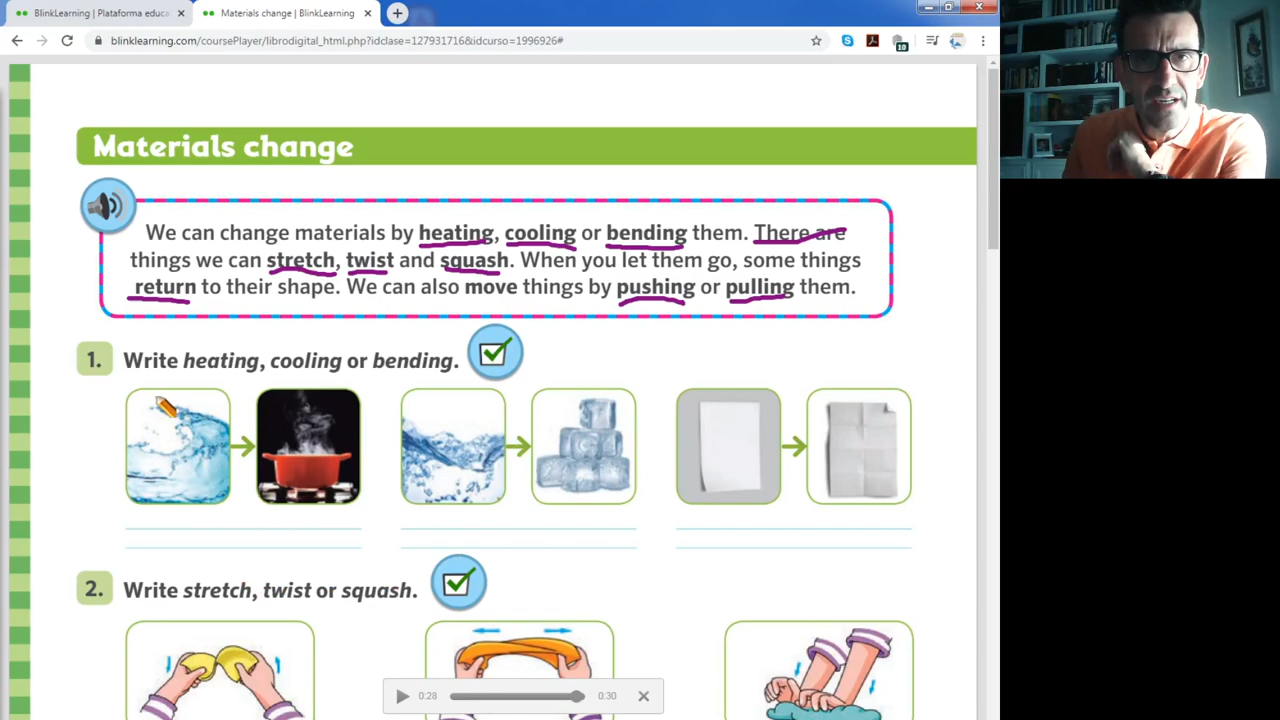 BlinkLearning | Plataforma educa
Materials change | BlinkLearning
blinklearning.com/coursePlayer/librodigital_html.php?idclase=127931716&idcurso=1996926#
10
Materials change
We can change materials by heating, cooling or bending them. There are
things we can stretch, twist and squash. When you let them go, some things
return to their shape. We can also move things by pushing or pulling them.
1. Write heating, cooling or bending.
2. Write stretch, twist or squash.
0:28 0:30